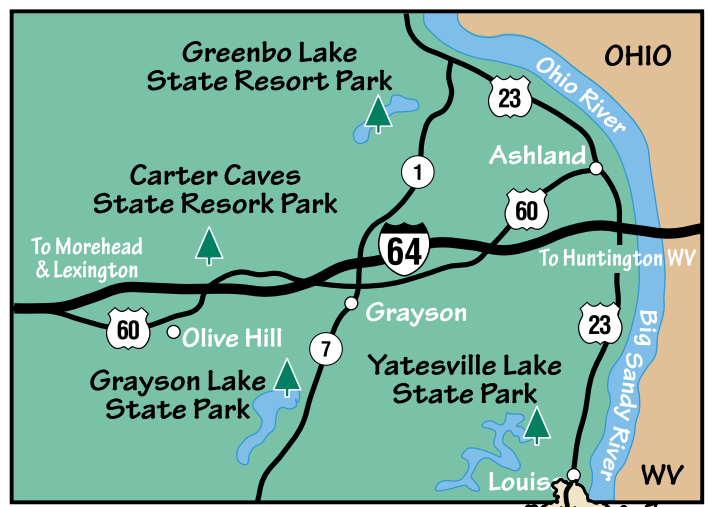 Greenbo Lake
State Resort Park
OHIO
Ohio River
23
Ashland
1
Carter Caves
State Resork Park
60
To Morehead
& Lexington
64
To Huntington WV
60
Olive Hill
Grayson
23
7
Big Sandy River
Grayson Lake
State Park
Yatesville Lake
State Park
WV